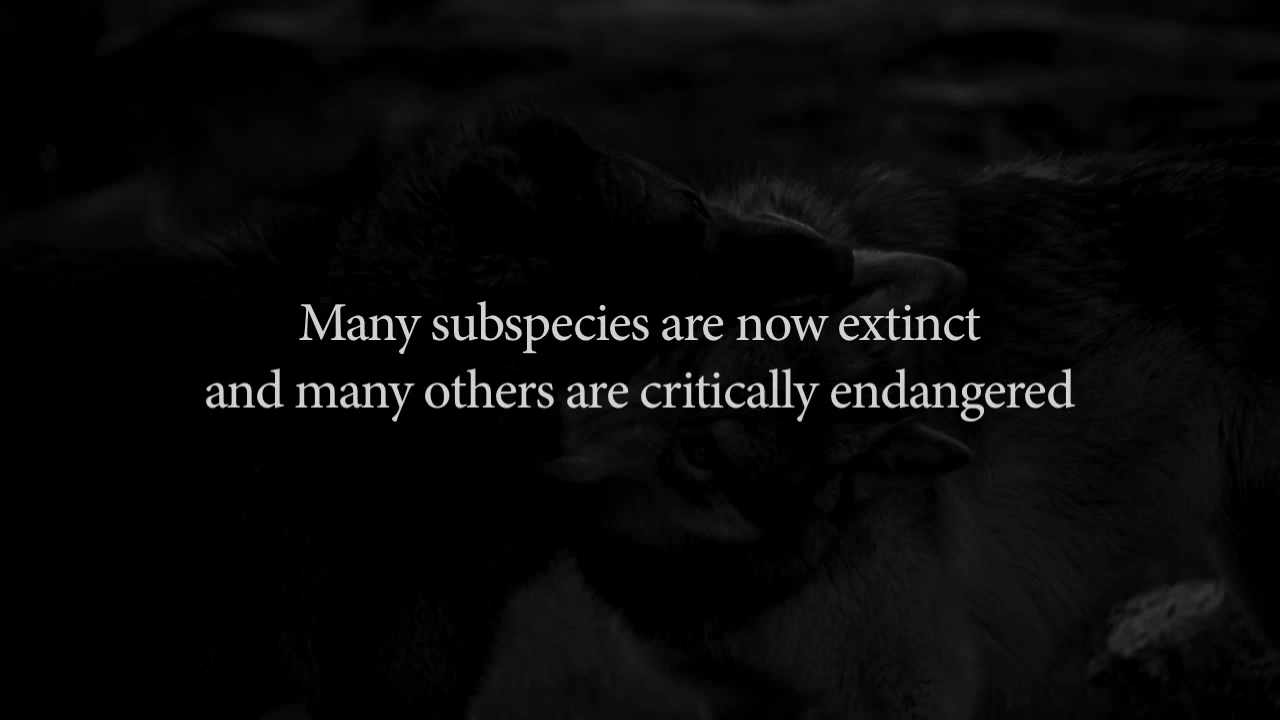 Many subspecies are now extinct
and many others are critically endangered